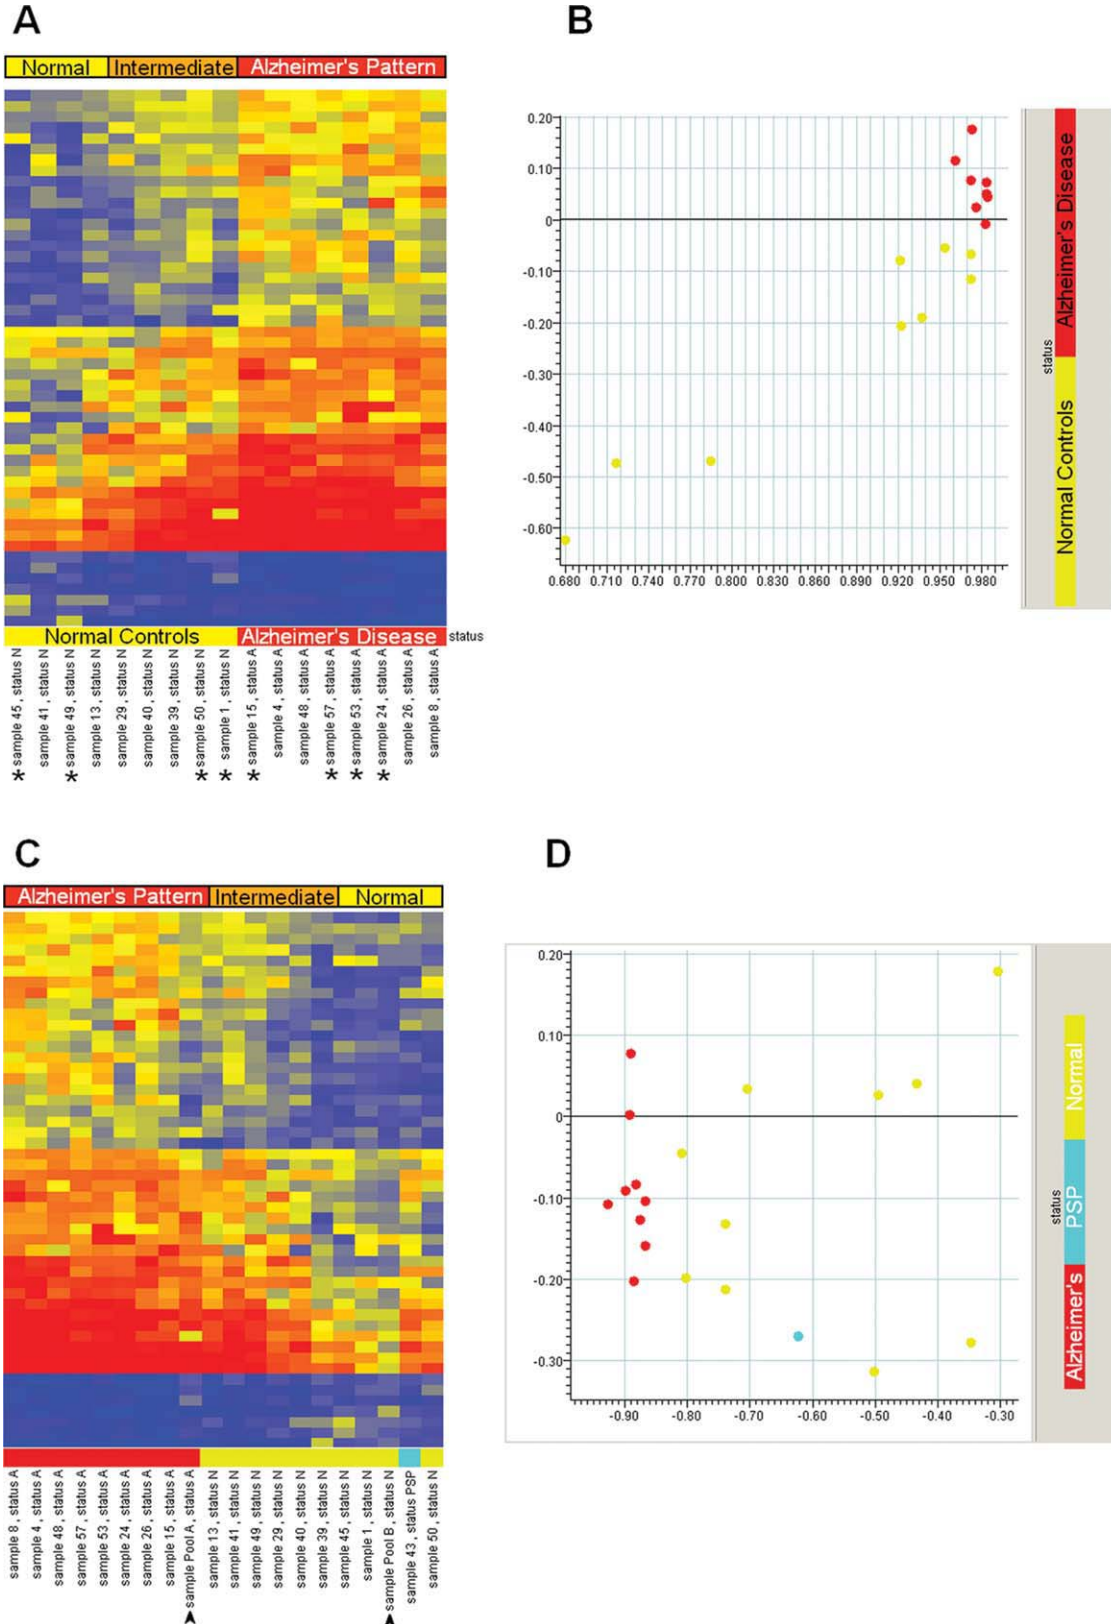 A
B
Normal Intermediate Alzheimer's Pattern
0.20
0.10
0
-0.10
-0.20
-0.30
-0.40
-0.50
-0.60
0.680 0.710 0.740 0.770 0.800 0.830 0.860 0.890 0.920 0.950 0.980
status
Alzheimer's Disease
Normal Controls
Normal Controls Alzheimer's Disease status
* sample 45 , status N
sample 41 , status N
* sample 49 , status N
sample 13 , status N
sample 29 , status N
sample 40 , status N
sample 39 , status N
* sample 50 , status N
* sample 1 , status N
* sample 15 , status A
sample 4 , status A
sample 48 , status A
* sample 57 , status A
* sample 53 , status A
* sample 24 , status A
sample 26 , status A
sample 8 , status A
C
D
Alzheimer's Pattern Intermediate Normal
0.20
0.10
0
-0.10
-0.20
-0.30
-0.90 -0.80 -0.70 -0.60 -0.50 -0.40 -0.30
status
Normal
PSP
Alzheimer's
sample 8 , status A
sample 4 , status A
sample 48 , status A
sample 57 , status A
sample 53 , status A
sample 24 , status A
sample 26 , status A
sample 15 , status A
sample Pool A , status A
sample 13 , status N
sample 41 , status N
sample 49 , status N
sample 29 , status N
sample 40 , status N
sample 39 , status N
sample 45 , status N
sample 1 , status N
sample Pool B , status N
sample 43 , status PSP
sample 50 , status N